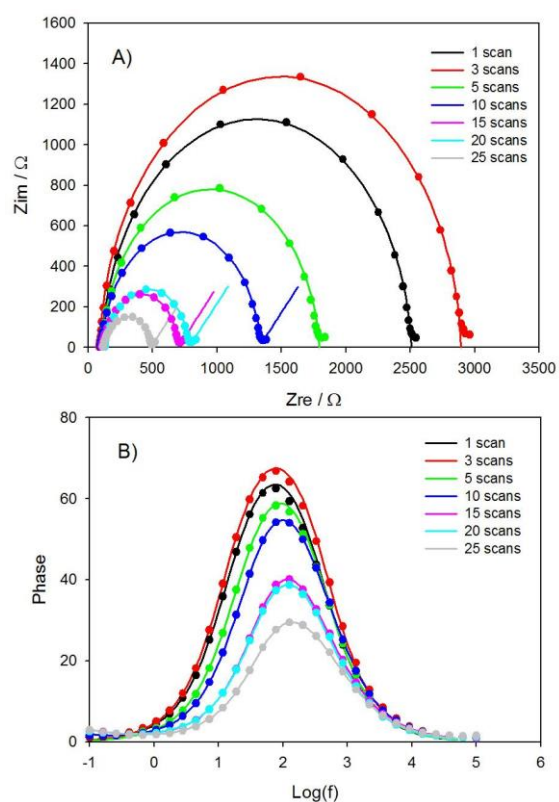 A)
1 scan
3 scans
5 scans
10 scans
15 scans
20 scans
25 scans
Zim / Ω
1600
1400
1200
1000
800
600
400
200
0
0 500 1000 1500 2000 2500 3000 3500
Zre / Ω
B)
1 scan
3 scans
5 scans
10 scans
15 scans
20 scans
25 scans
Phase
80
60
40
20
0
-1 0 1 2 3 4 5 6
Log(f)